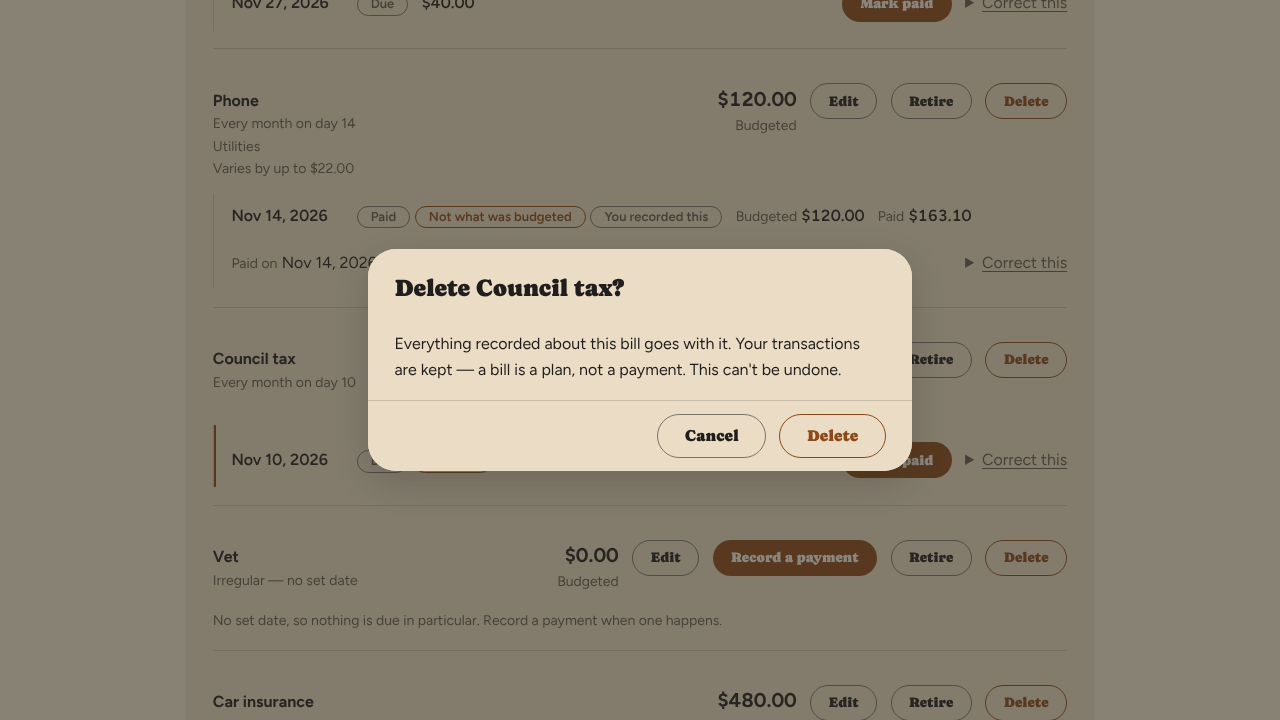 Nov 27, 2026 Due $40.00 Mark paid Correct this
Phone $120.00 Edit Retire Delete
Every month on day 14 Budgeted
Utilities
Varies by up to $22.00
Nov 14, 2026 Paid Not what was budgeted You recorded this Budgeted $120.00 Paid $163.10
Paid on Nov 14, 2026 Correct this
Delete Council tax?
Everything recorded about this bill goes with it. Your transactions
are kept — a bill is a plan, not a payment. This can't be undone.
Cancel Delete
Council tax Retire Delete
Every month on day 10
Nov 10, 2026 paid Correct this
Vet $0.00 Edit Record a payment Retire Delete
Irregular — no set date Budgeted
No set date, so nothing is due in particular. Record a payment when one happens.
Car insurance $480.00 Edit Retire Delete